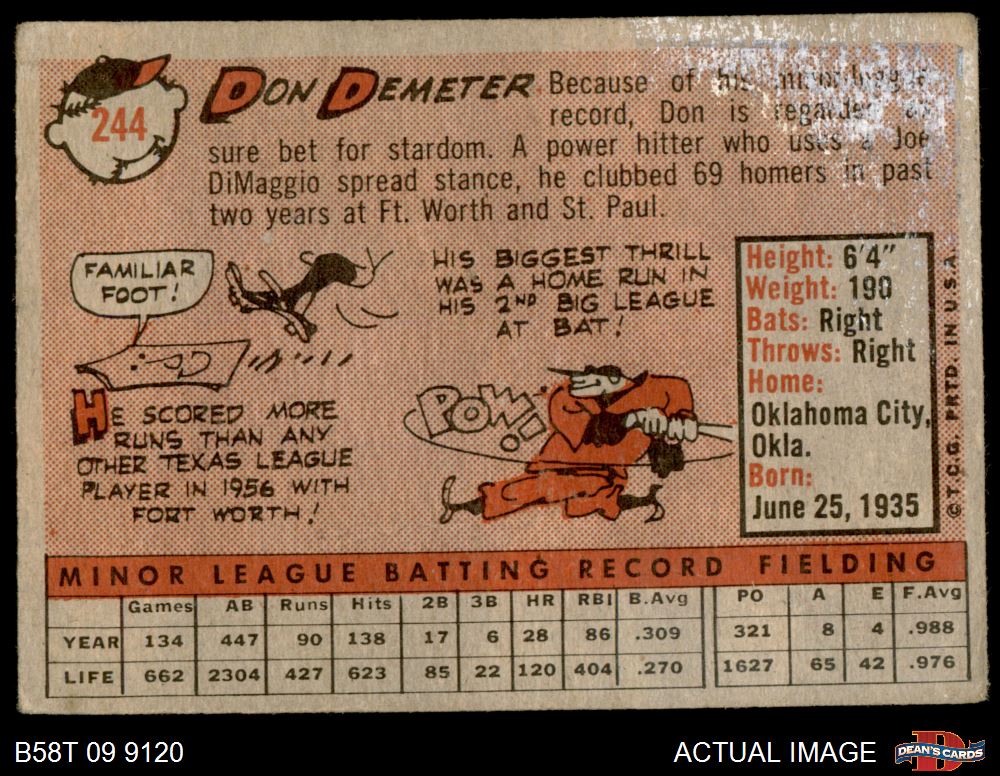 244
DON DEMETER
Because of his minor league
record, Don is regarded as
sure bet for stardom. A power hitter who uses a Joe
DiMaggio spread stance, he clubbed 69 homers in past
two years at Ft. Worth and St. Paul.
FAMILIAR
FOOT!
HE SCORED MORE
RUNS THAN ANY
OTHER TEXAS LEAGUE
PLAYER IN 1956 WITH
FORT WORTH!
HIS BIGGEST THRILL
WAS A HOME RUN IN
HIS 2ND BIG LEAGUE
AT BAT!
POW!
Height: 6'4"
Weight: 190
Bats: Right
Throws: Right
Home:
Oklahoma City,
Okla.
Born:
June 25, 1935
© T.C.G. PRTD. IN U.S.A.
MINOR LEAGUE BATTING RECORD FIELDING
Games AB Runs Hits 2B 3B HR RBI B.Avg PO A E F.Avg
YEAR 134 447 90 138 17 6 28 86 .309 321 8 4 .988
LIFE 662 2304 427 623 85 22 120 404 .270 1627 65 42 .976
B58T 09 9120
ACTUAL IMAGE
DEAN'S CARDS